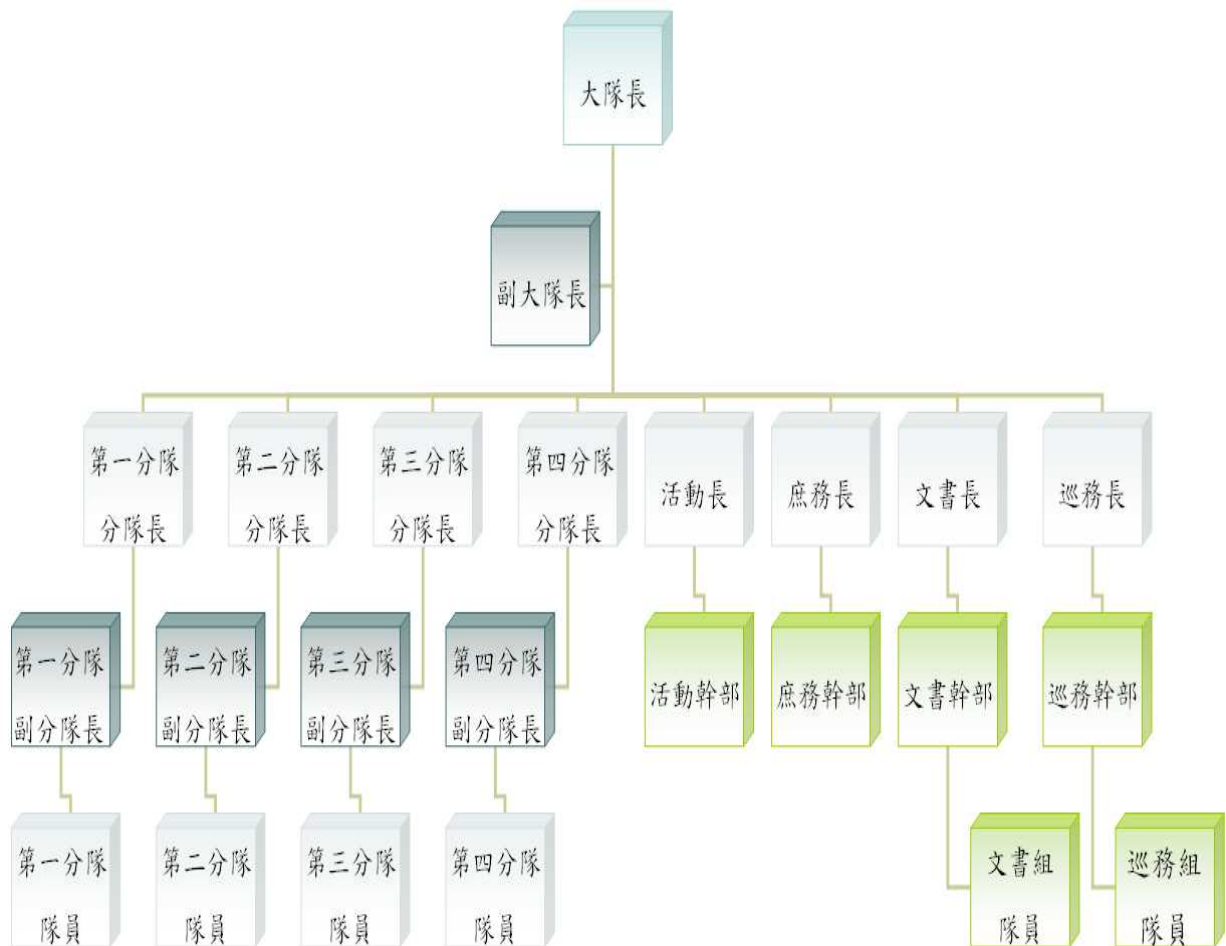 大隊長
副大隊長
第一分隊
分隊長
第二分隊
分隊長
第三分隊
分隊長
第四分隊
分隊長
活動長
庶務長
文書長
巡務長
第一分隊
副分隊長
第二分隊
副分隊長
第三分隊
副分隊長
第四分隊
副分隊長
活動幹部
庶務幹部
文書幹部
巡務幹部
第一分隊
隊員
第二分隊
隊員
第三分隊
隊員
第四分隊
隊員
文書組
隊員
巡務組
隊員